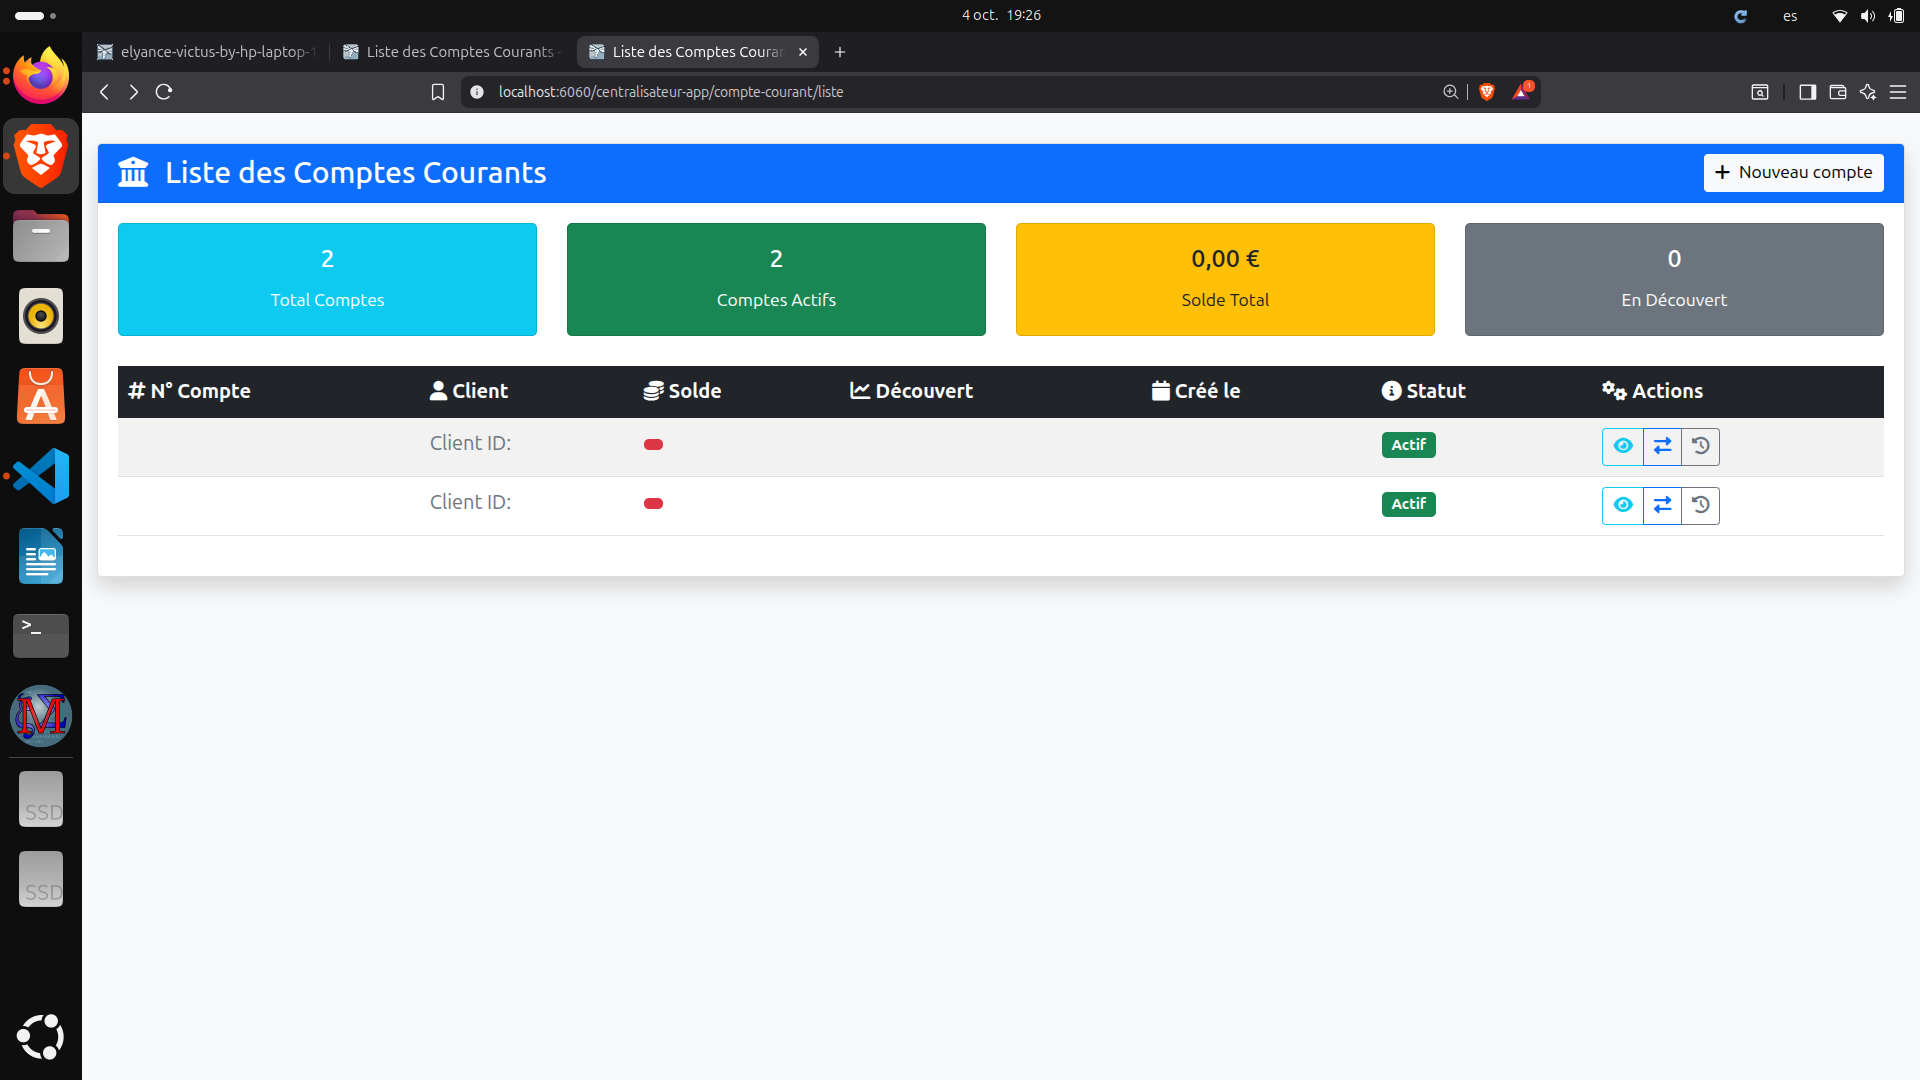 4 oct. 19:26
es
elyance-victus-by-hp-laptop-1
Liste des Comptes Courants -
Liste des Comptes Couran
localhost:6060/centralisateur-app/compte-courant/liste
1
Liste des Comptes Courants
Nouveau compte
2
Total Comptes
2
Comptes Actifs
0,00 €
Solde Total
0
En Découvert
N° Compte Client Solde Découvert Créé le Statut Actions
Client ID: Actif
Client ID: Actif
SSD
SSD